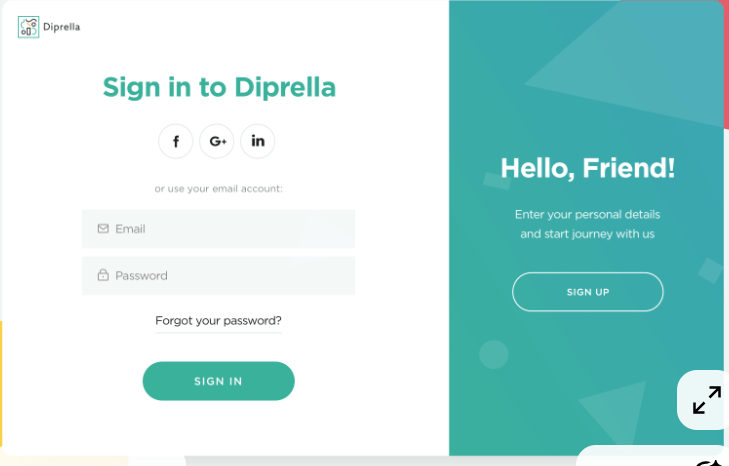 Diprella
Sign in to Diprella
f
G+
in
or use your email account:
Email
Password
Forgot your password?
SIGN IN
Hello, Friend!
Enter your personal details
and start journey with us
SIGN UP